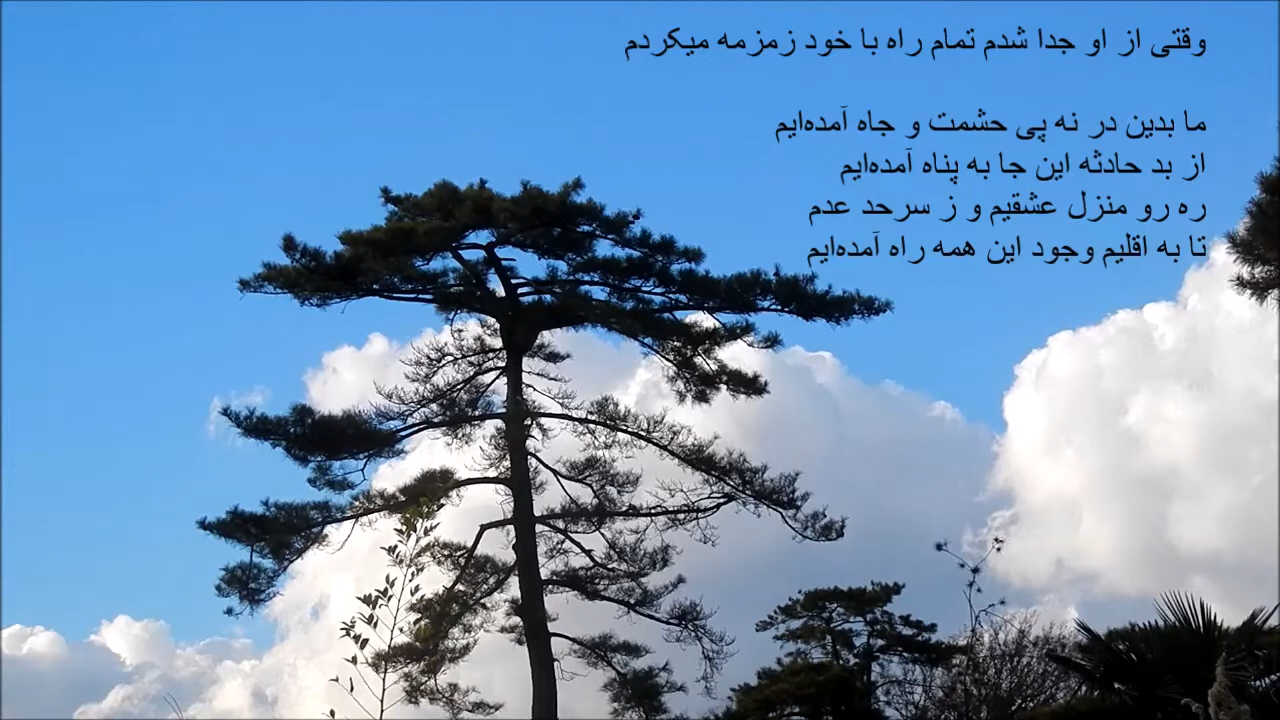 وقتی از او جدا شدم تمام راه با خود زمزمه میکردم
ما بدین در نه پی حشمت و جاه آمده‌ایم
از بد حادثه این جا به پناه آمده‌ایم
ره رو منزل عشقیم و ز سرحد عدم
تا به اقلیم وجود این همه راه آمده‌ایم